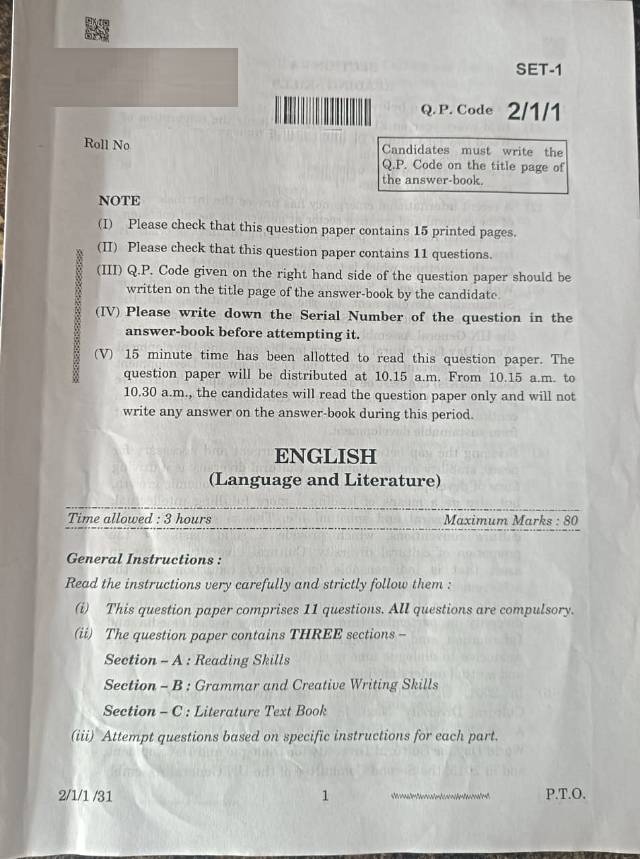 SET-1
Q.P. Code 2/1/1
Roll No
Candidates must write the
Q.P. Code on the title page of
the answer-book.
NOTE
(I) Please check that this question paper contains 15 printed pages.
(II) Please check that this question paper contains 11 questions.
(III) Q.P. Code given on the right hand side of the question paper should be
written on the title page of the answer-book by the candidate.
(IV) Please write down the Serial Number of the question in the
answer-book before attempting it.
(V) 15 minute time has been allotted to read this question paper. The
question paper will be distributed at 10.15 a.m. From 10.15 a.m. to
10.30 a.m., the candidates will read the question paper only and will not
write any answer on the answer-book during this period.
ENGLISH
(Language and Literature)
Time allowed : 3 hours Maximum Marks : 80
General Instructions :
Read the instructions very carefully and strictly follow them :
(i) This question paper comprises 11 questions. All questions are compulsory.
(ii) The question paper contains THREE sections –
Section – A : Reading Skills
Section – B : Grammar and Creative Writing Skills
Section – C : Literature Text Book
(iii) Attempt questions based on specific instructions for each part.
2/1/1 /31 1 P.T.O.